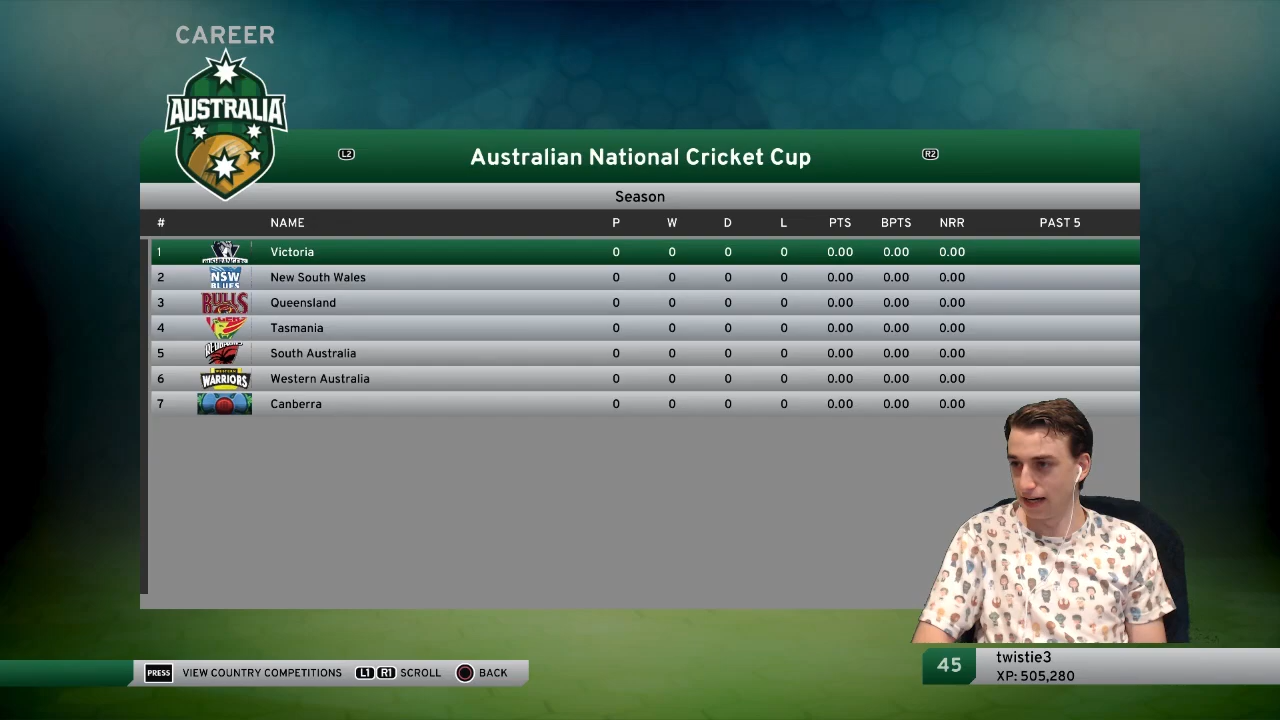 CAREER
AUSTRALIA
L2 Australian National Cricket Cup R2
Season
# NAME P W D L PTS BPTS NRR PAST 5
1 BUSHRANGERS Victoria 0 0 0 0 0.00 0.00 0.00
2 NSW BLUES New South Wales 0 0 0 0 0.00 0.00 0.00
3 BULLS Queensland 0 0 0 0 0.00 0.00 0.00
4 Tasmania 0 0 0 0 0.00 0.00 0.00
5 South Australia 0 0 0 0 0.00 0.00 0.00
6 WESTERN WARRIORS Western Australia 0 0 0 0 0.00 0.00 0.00
7 Canberra 0 0 0 0 0.00 0.00 0.00
PRESS VIEW COUNTRY COMPETITIONS L1 R1 SCROLL BACK
45 twistie3
XP: 505,280